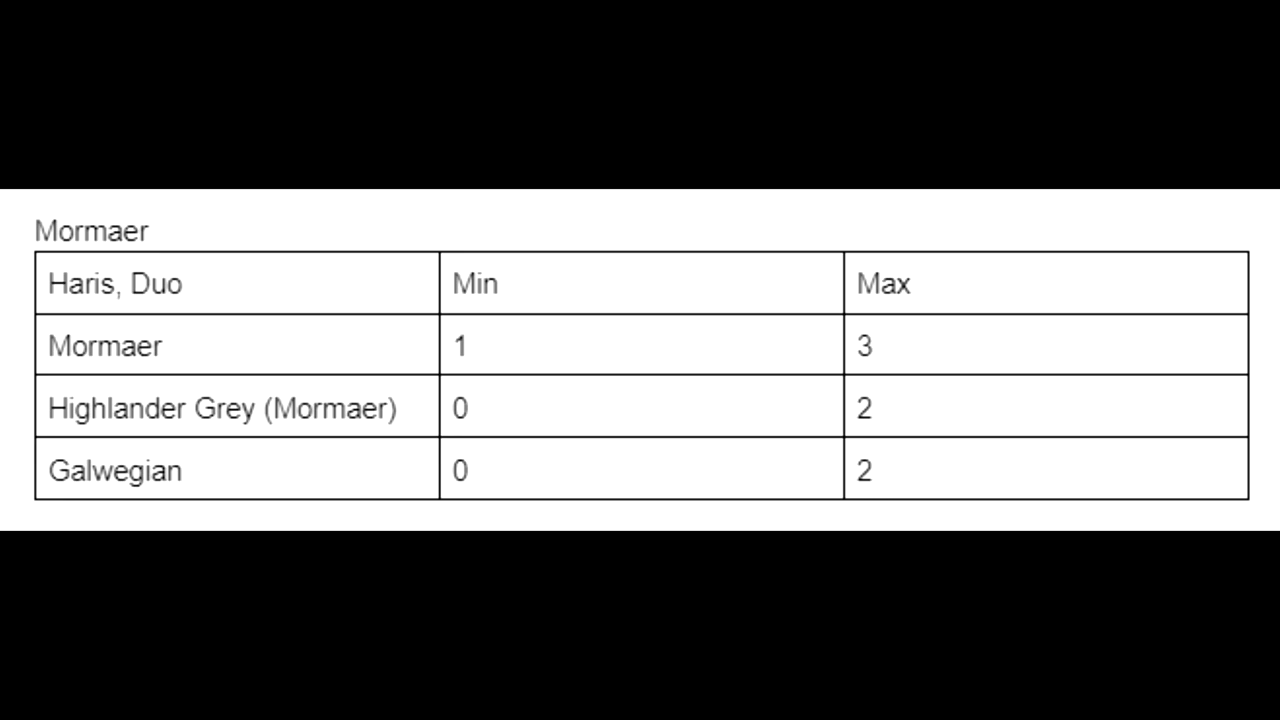 Mormaer
Haris, Duo Min Max
Mormaer 1 3
Highlander Grey (Mormaer) 0 2
Galwegian 0 2